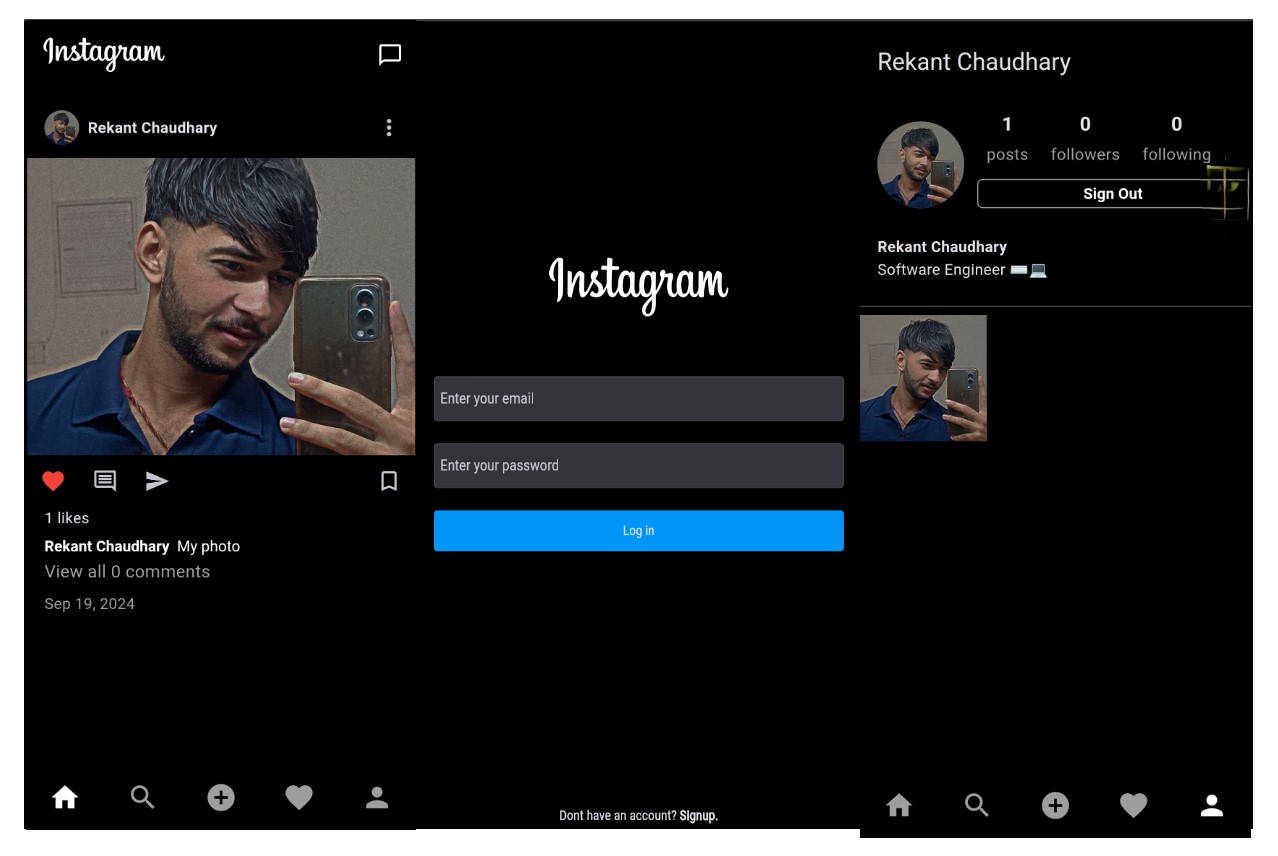 Instagram
Rekant Chaudhary
1 likes
Rekant Chaudhary My photo
View all 0 comments
Sep 19, 2024
Instagram
Enter your email
Enter your password
Log in
Dont have an account? Signup.
Rekant Chaudhary
1 0 0
posts followers following
Sign Out
Rekant Chaudhary
Software Engineer ⌨️💻